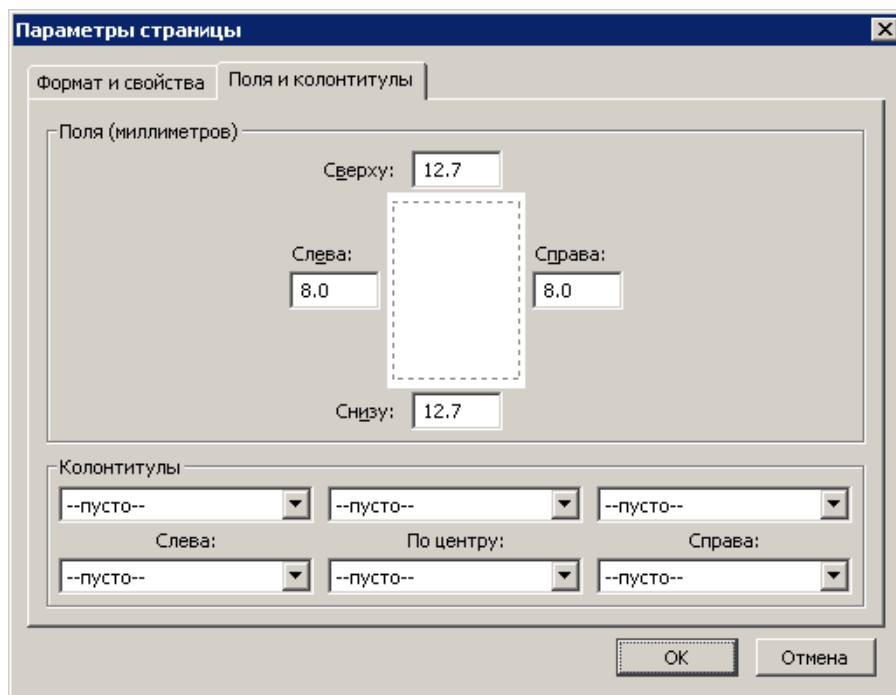 Параметры страницы
Формат и свойства Поля и колонтитулы
Поля (миллиметров)
Сверху: 12.7
Слева: Справа:
8.0 8.0
Снизу: 12.7
Колонтитулы
--пусто-- --пусто-- --пусто--
Слева: По центру: Справа:
--пусто-- --пусто-- --пусто--
OK Отмена